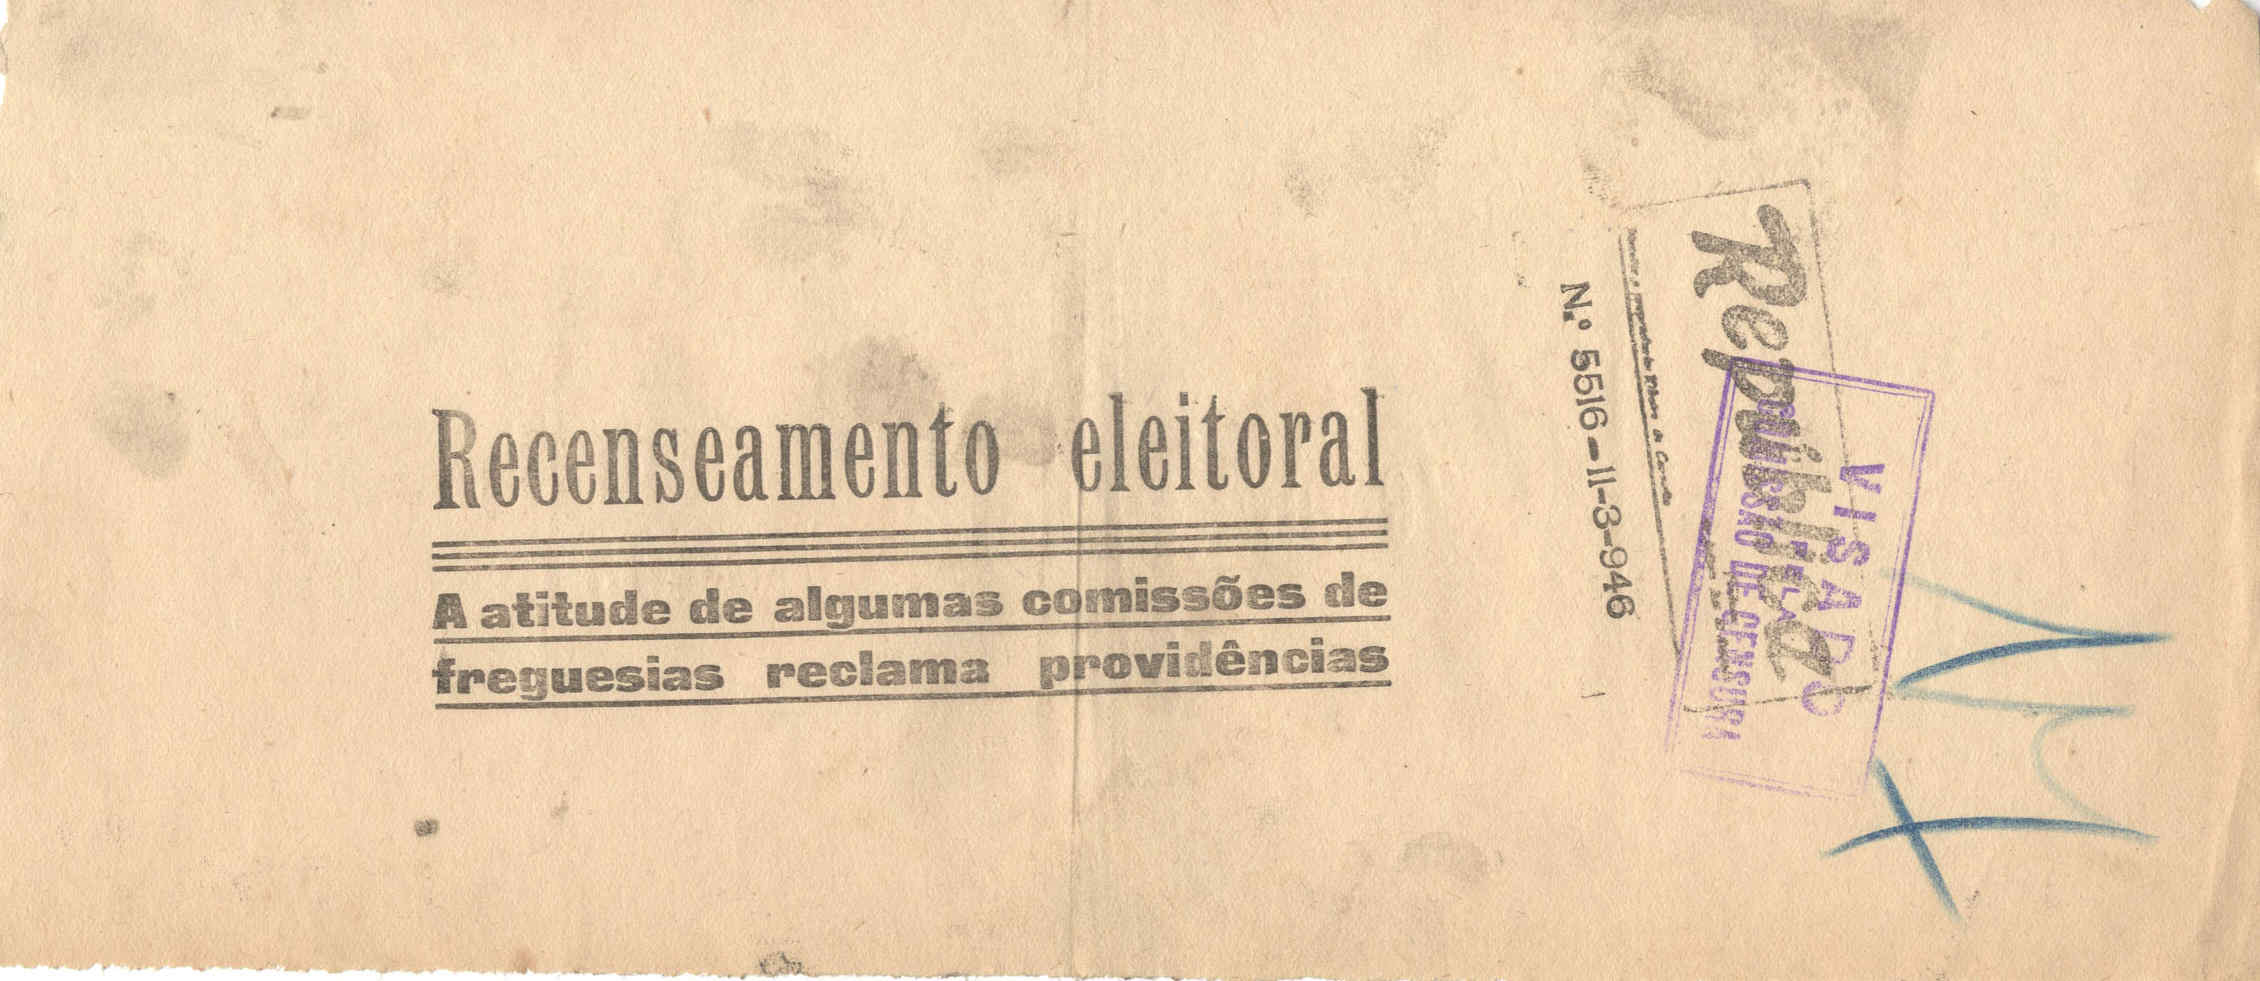 Recenseamento eleitoral
A atitude de algumas comissões de
freguesias reclama providências
N.º 5516-11-3-946
República
VISADO
PELA
COMISSÃO DE CENSURA